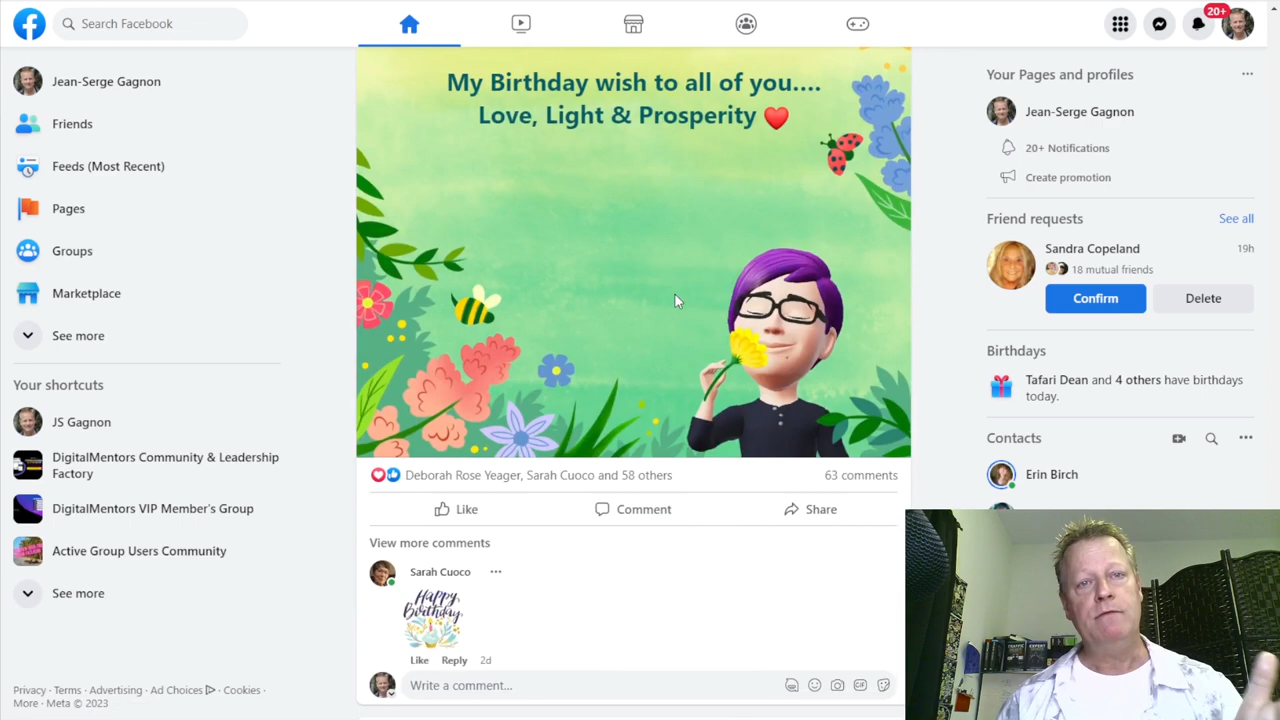 Search Facebook
20+
Jean-Serge Gagnon
Friends
Feeds (Most Recent)
Pages
Groups
Marketplace
See more
Your shortcuts
JS Gagnon
DigitalMentors Community & Leadership
Factory
DigitalMentors VIP Member's Group
Active Group Users Community
See more
Privacy · Terms · Advertising · Ad Choices · Cookies ·
More · Meta © 2023
My Birthday wish to all of you....
Love, Light & Prosperity
Deborah Rose Yeager, Sarah Cuoco and 58 others
63 comments
Like
Comment
Share
View more comments
Sarah Cuoco
Happy
Birthday
Like Reply 2d
Write a comment...
GIF
Your Pages and profiles
Jean-Serge Gagnon
20+ Notifications
Create promotion
Friend requests
See all
Sandra Copeland
19h
18 mutual friends
Confirm
Delete
Birthdays
Tafari Dean and 4 others have birthdays
today.
Contacts
Erin Birch